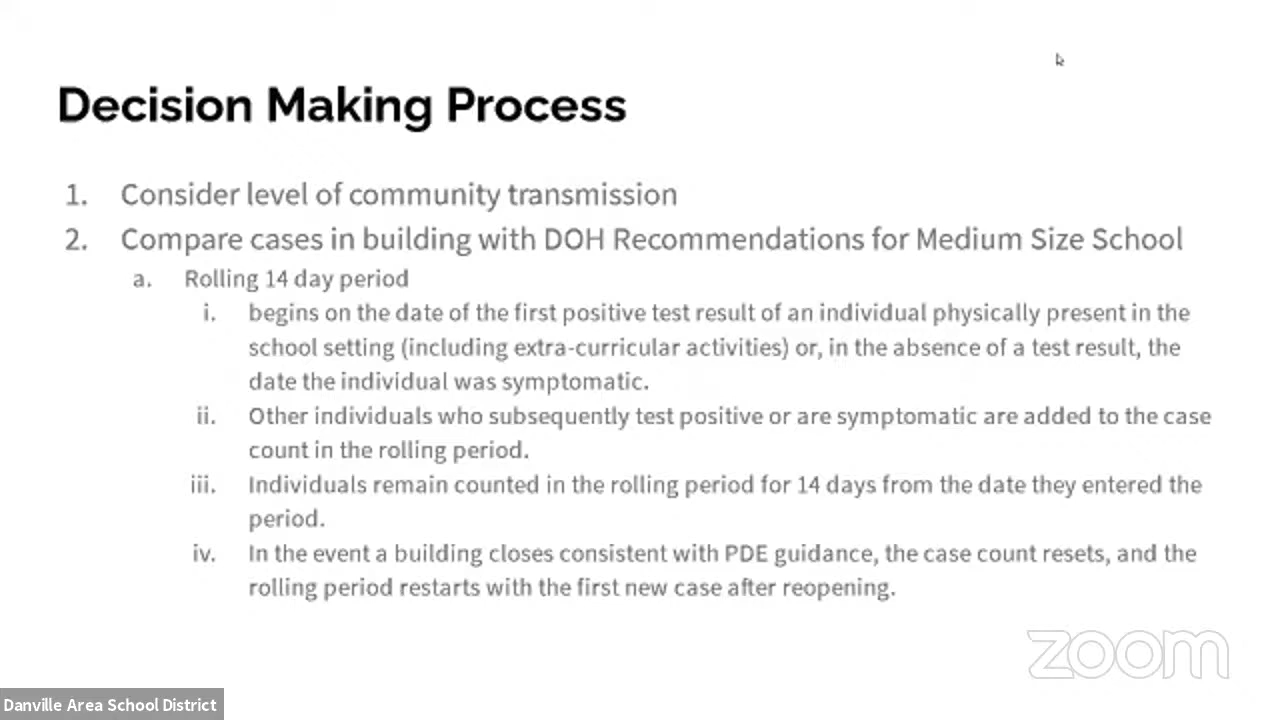 Decision Making Process
1. Consider level of community transmission
2. Compare cases in building with DOH Recommendations for Medium Size School
a. Rolling 14 day period
i. begins on the date of the first positive test result of an individual physically present in the
school setting (including extra-curricular activities) or, in the absence of a test result, the
date the individual was symptomatic.
ii. Other individuals who subsequently test positive or are symptomatic are added to the case
count in the rolling period.
iii. Individuals remain counted in the rolling period for 14 days from the date they entered the
period.
iv. In the event a building closes consistent with PDE guidance, the case count resets, and the
rolling period restarts with the first new case after reopening.
zoom
Danville Area School District